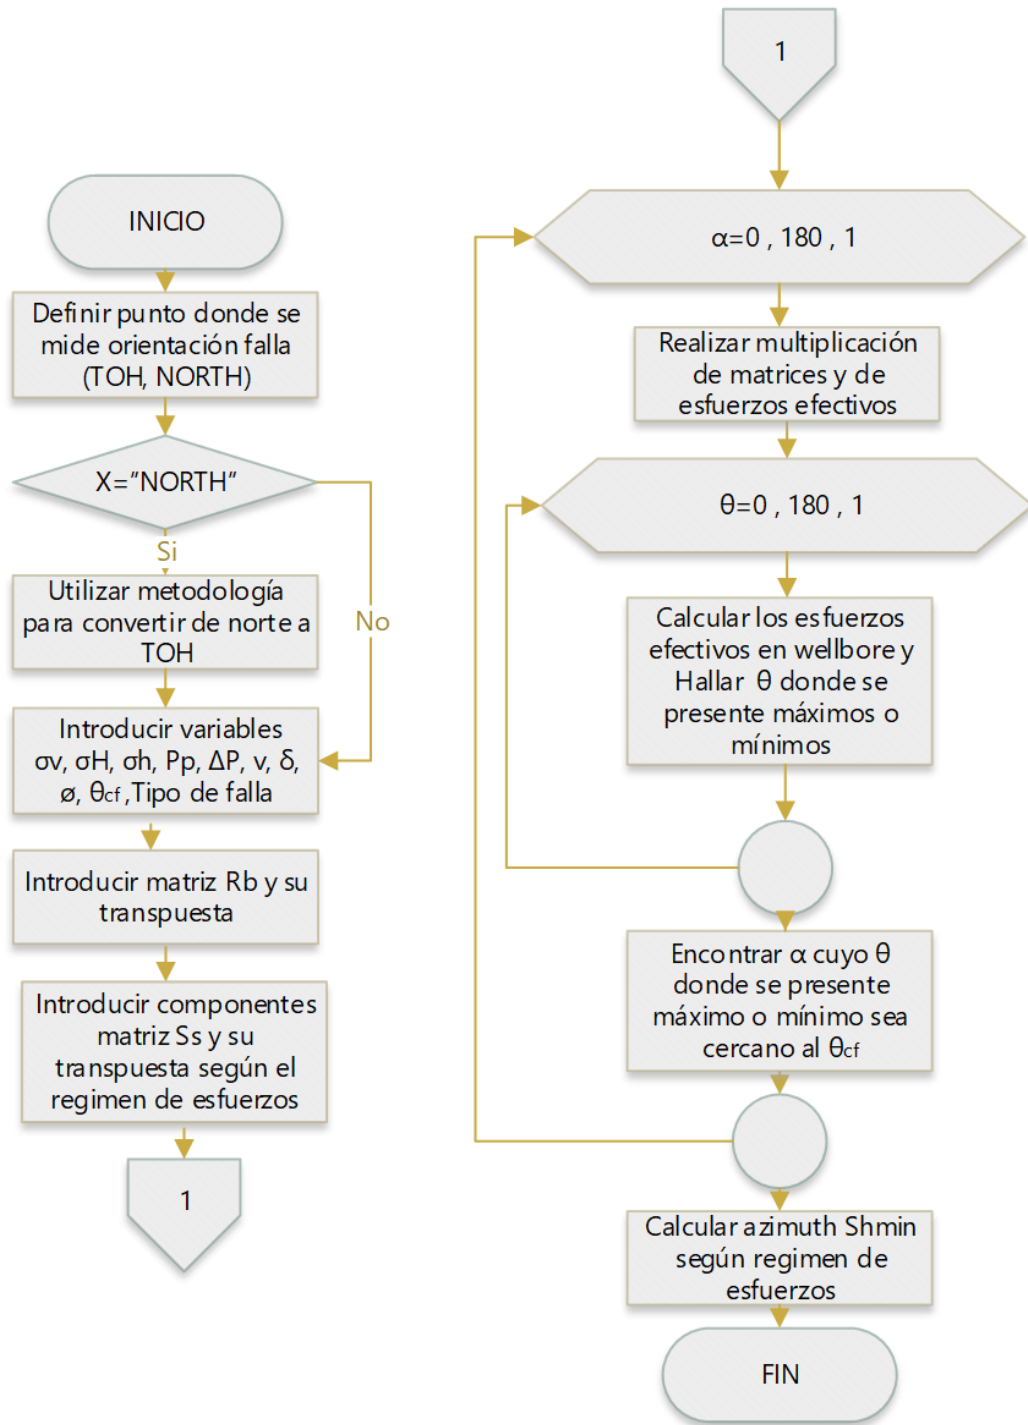 INICIO
Definir punto donde se
mide orientación falla
(TOH, NORTH)
X="NORTH"
Si
No
Utilizar metodología
para convertir de norte a
TOH
Introducir variables
σv, σH, σh, Pp, ΔP, v, δ,
ø, θcf ,Tipo de falla
Introducir matriz Rb y su
transpuesta
Introducir componentes
matriz Ss y su
transpuesta según el
regimen de esfuerzos
1
1
α=0 , 180 , 1
Realizar multiplicación
de matrices y de
esfuerzos efectivos
θ=0 , 180 , 1
Calcular los esfuerzos
efectivos en wellbore y
Hallar θ donde se
presente máximos o
mínimos
Encontrar α cuyo θ
donde se presente
máximo o mínimo sea
cercano al θcf
Calcular azimuth Shmin
según regimen de
esfuerzos
FIN